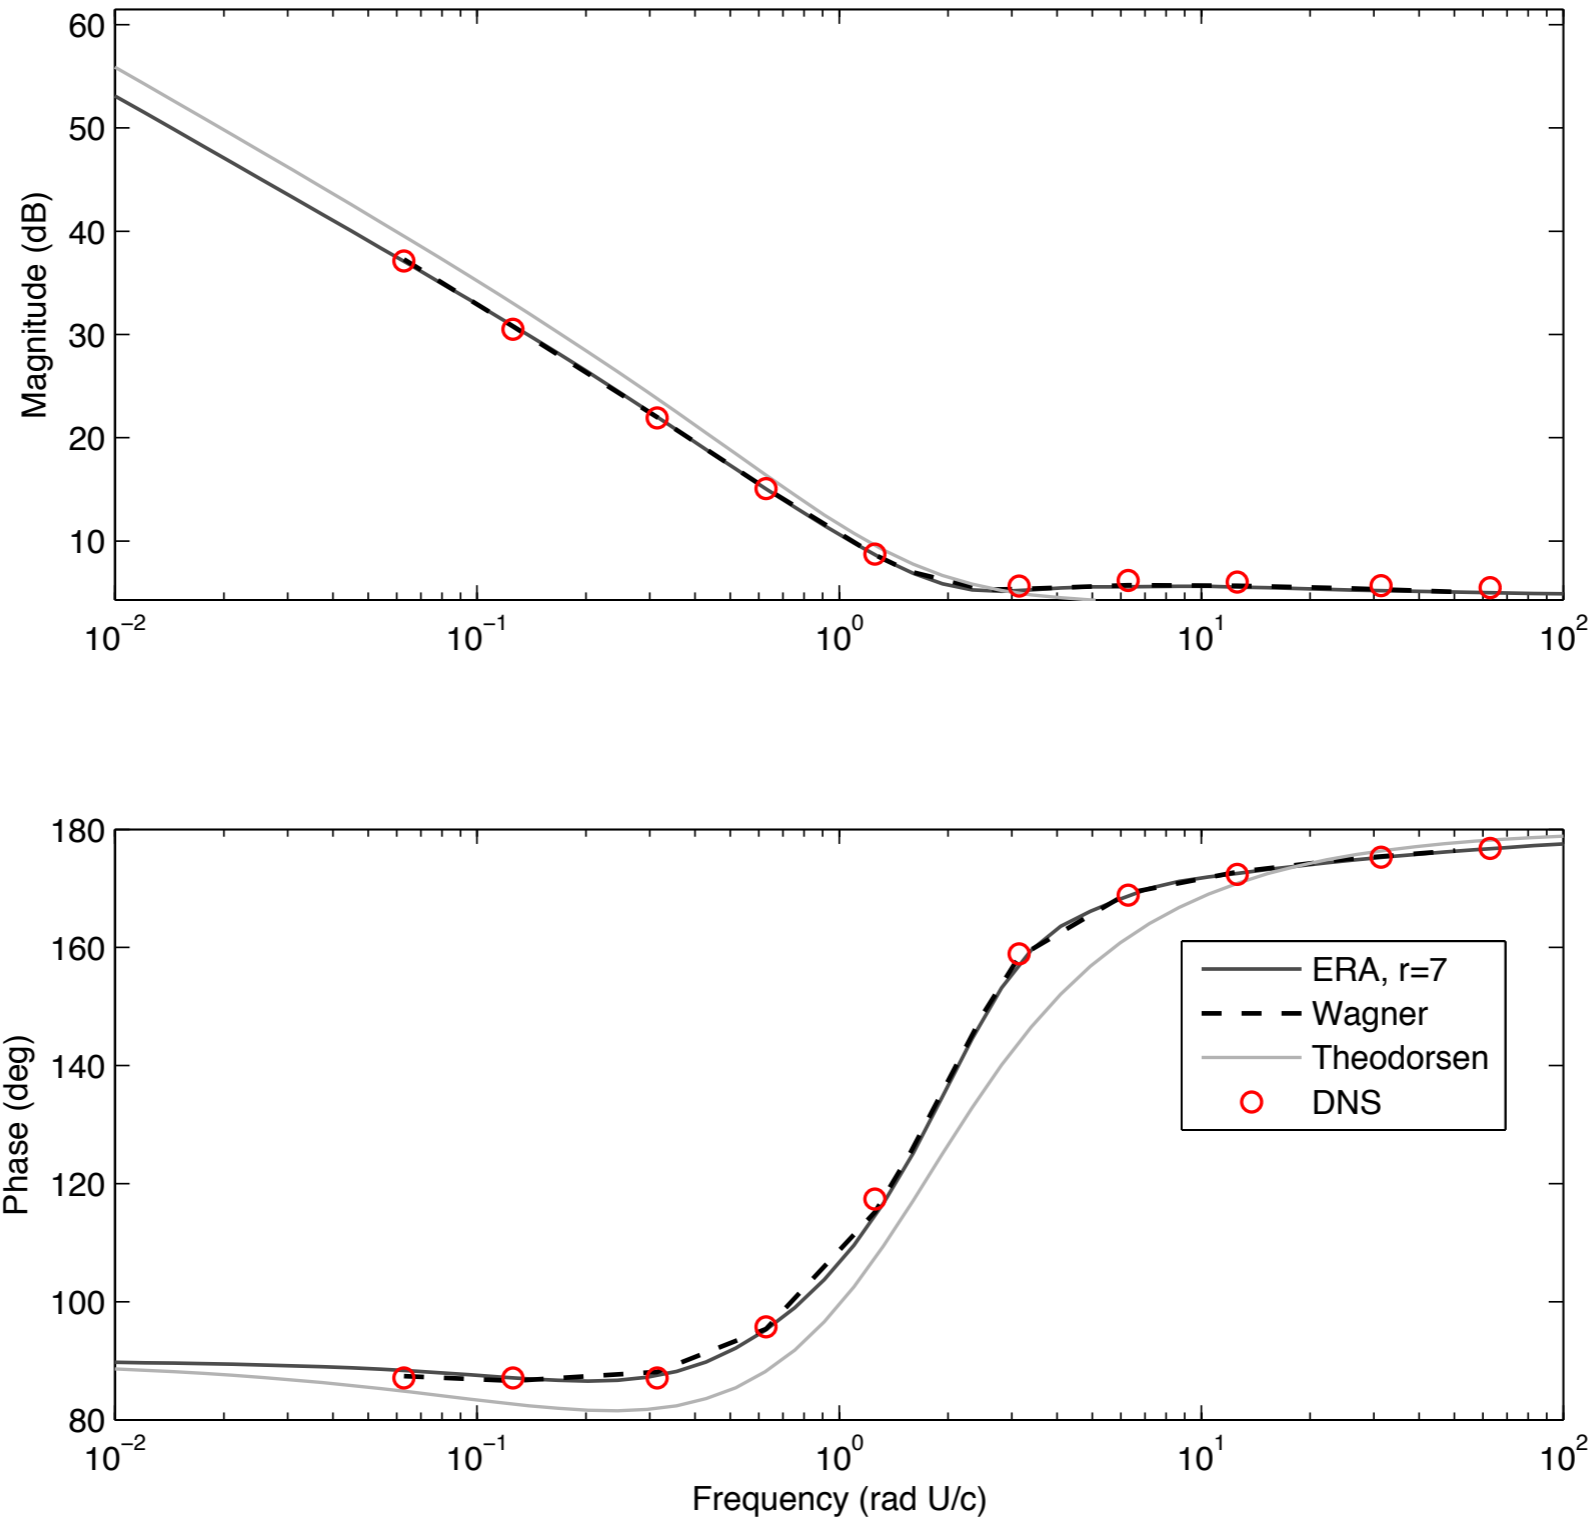 60
50
40
30
20
10
Magnitude (dB)
10^-2 10^-1 10^0 10^1 10^2
180
160
140
120
100
80
Phase (deg)
ERA, r=7
Wagner
Theodorsen
DNS
10^-2 10^-1 10^0 10^1 10^2
Frequency (rad U/c)